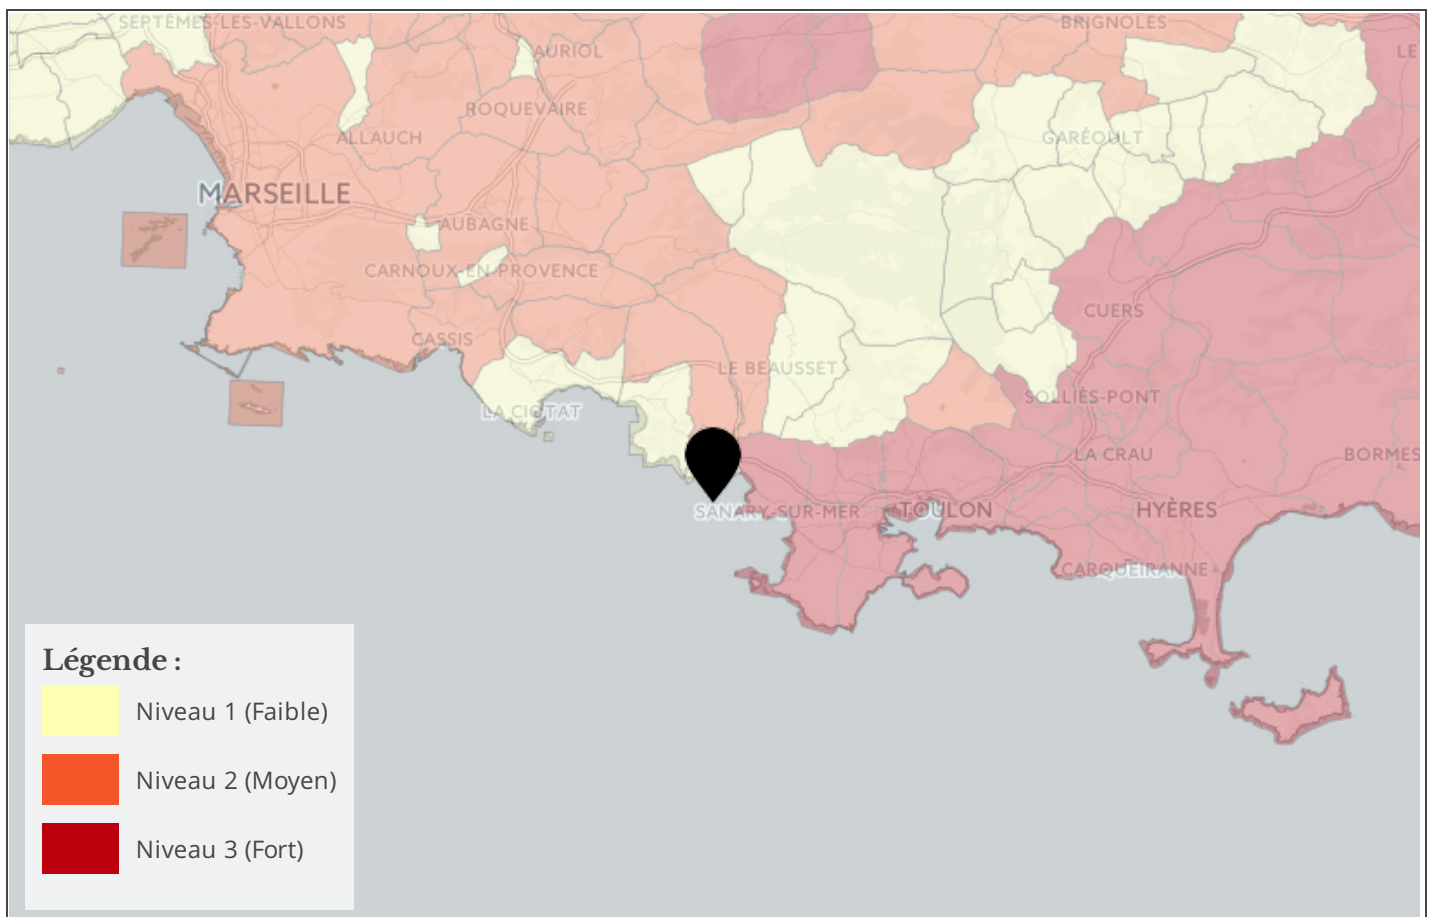 SEPTÈMES-LES-VALLONS
BRIGNOLES
AURIOL
LE
ROQUEVAIRE
ALLAUCH
GARÉOULT
MARSEILLE
AUBAGNE
CARNOUX-EN-PROVENCE
CUERS
CASSIS
LE BEAUSSET
SOLLIÈS-PONT
LA CIOTAT
LA CRAU
BORMES
SANARY-SUR-MER
TOULON
HYÈRES
CARQUEIRANNE
Légende :
Niveau 1 (Faible)
Niveau 2 (Moyen)
Niveau 3 (Fort)